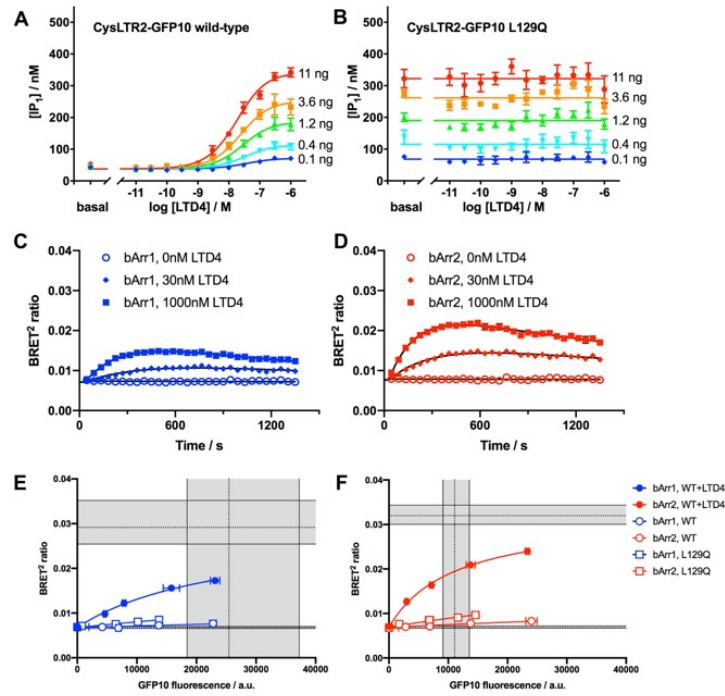 A
CysLTR2-GFP10 wild-type
[IP1] / nM
500
400
300
200
100
0
11 ng
3.6 ng
1.2 ng
0.4 ng
0.1 ng
basal
-11 -10 -9 -8 -7 -6
log [LTD4] / M
B
CysLTR2-GFP10 L129Q
[IP1] / nM
500
400
300
200
100
0
11 ng
3.6 ng
1.2 ng
0.4 ng
0.1 ng
basal
-11 -10 -9 -8 -7 -6
log [LTD4] / M
C
bArr1, 0nM LTD4
bArr1, 30nM LTD4
bArr1, 1000nM LTD4
BRET² ratio
0.04
0.03
0.02
0.01
0.00
0 600 1200
Time / s
D
bArr2, 0nM LTD4
bArr2, 30nM LTD4
bArr2, 1000nM LTD4
BRET² ratio
0.04
0.03
0.02
0.01
0.00
0 600 1200
Time / s
E
BRET² ratio
0.04
0.03
0.02
0.01
0.00
0 10000 20000 30000 40000
GFP10 fluorescence / a.u.
F
BRET² ratio
0.04
0.03
0.02
0.01
0.00
0 10000 20000 30000 40000
GFP10 fluorescence / a.u.
bArr1, WT+LTD4
bArr2, WT+LTD4
bArr1, WT
bArr2, WT
bArr1, L129Q
bArr2, L129Q